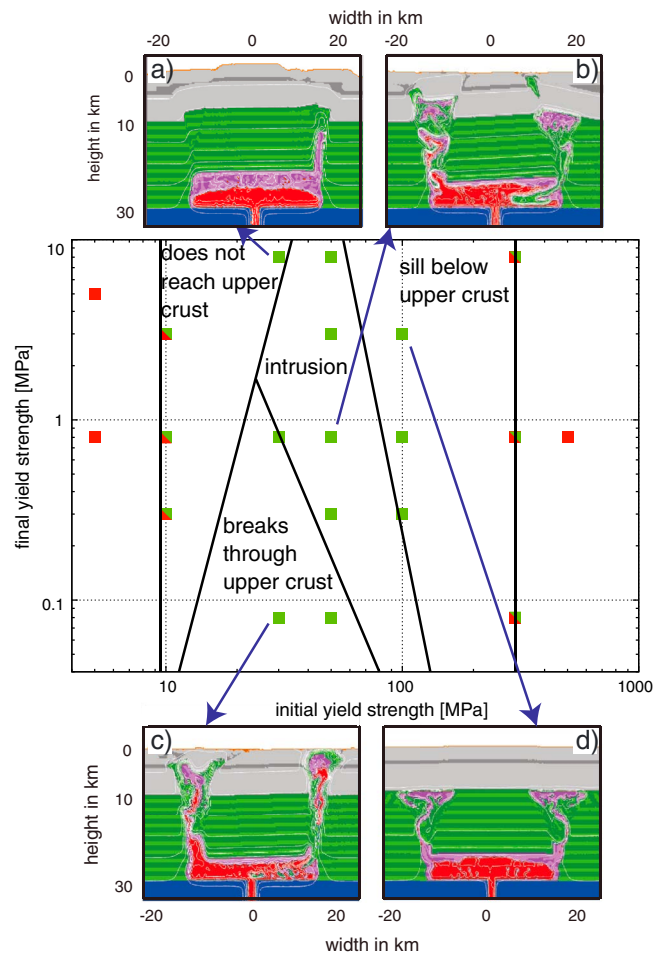 width in km
-20 0 20
-20 0 20
a)
b)
0
10
30
height in km
10
1
0.1
final yield strength [MPa]
does not
reach upper
crust
sill below
upper crust
intrusion
breaks
through
upper crust
10 100 1000
initial yield strength [MPa]
c)
d)
0
10
30
height in km
-20 0 20
-20 0 20
width in km